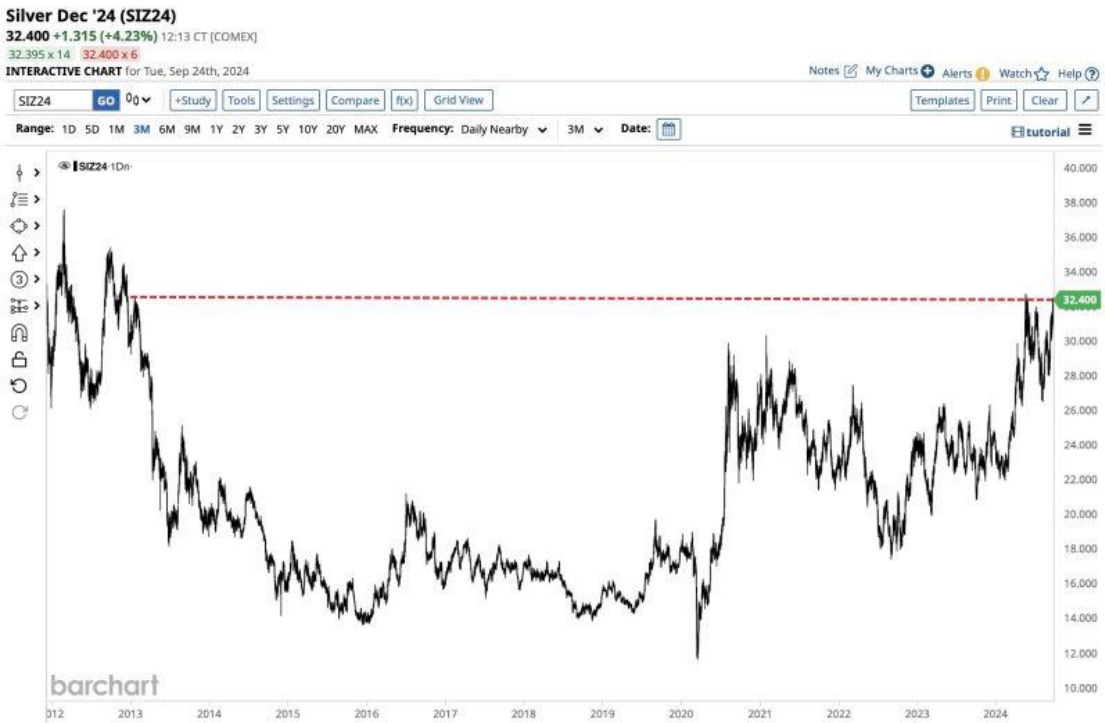 Silver Dec '24 (SIZ24)
32.400 +1.315 (+4.23%) 12:13 CT [COMEX]
32.395 x 14 32.400 x 6
INTERACTIVE CHART for Tue, Sep 24th, 2024
Notes My Charts Alerts Watch Help
SIZ24 GO +Study Tools Settings Compare f(x) Grid View Templates Print Clear
Range: 1D 5D 1M 3M 6M 9M 1Y 2Y 3Y 5Y 10Y 20Y MAX Frequency: Daily Nearby 3M Date: tutorial
SIZ24·1Dn·
3
40.000
38.000
36.000
34.000
32.400
30.000
28.000
26.000
24.000
22.000
20.000
18.000
16.000
14.000
12.000
10.000
barchart
012 2013 2014 2015 2016 2017 2018 2019 2020 2021 2022 2023 2024